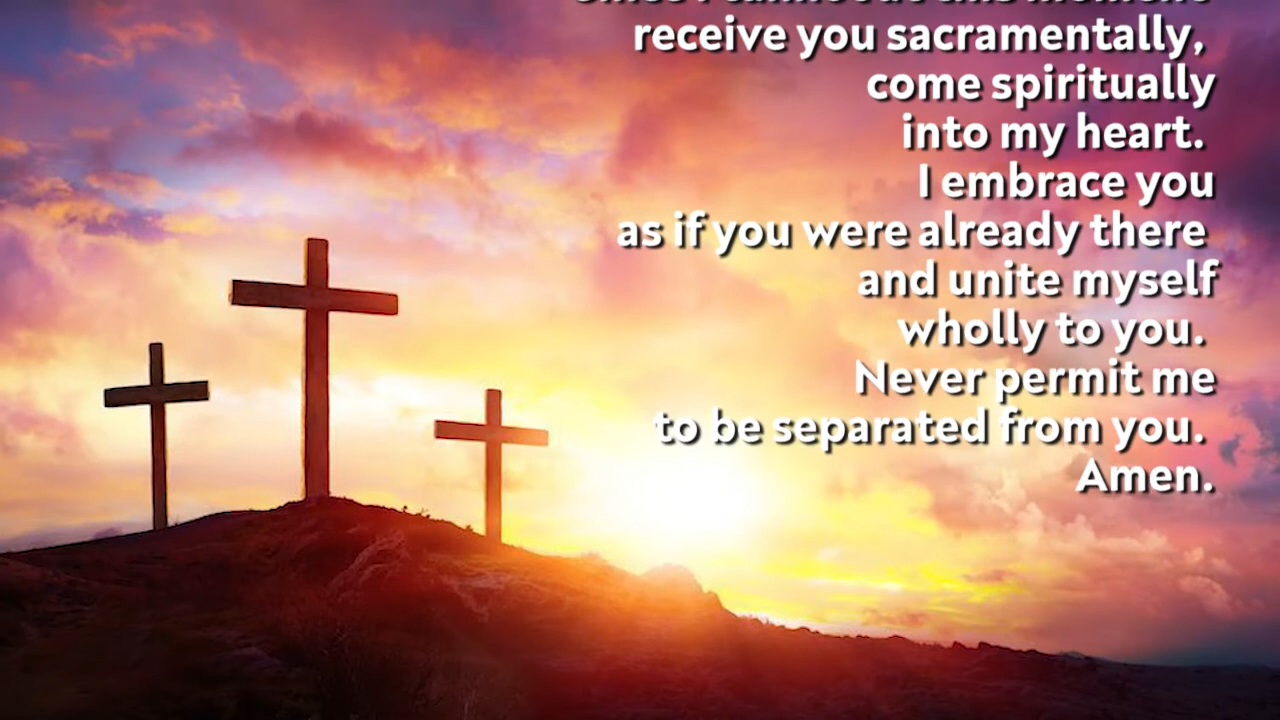 receive you sacramentally,
come spiritually
into my heart.
I embrace you
as if you were already there
and unite myself
wholly to you.
Never permit me
to be separated from you.
Amen.